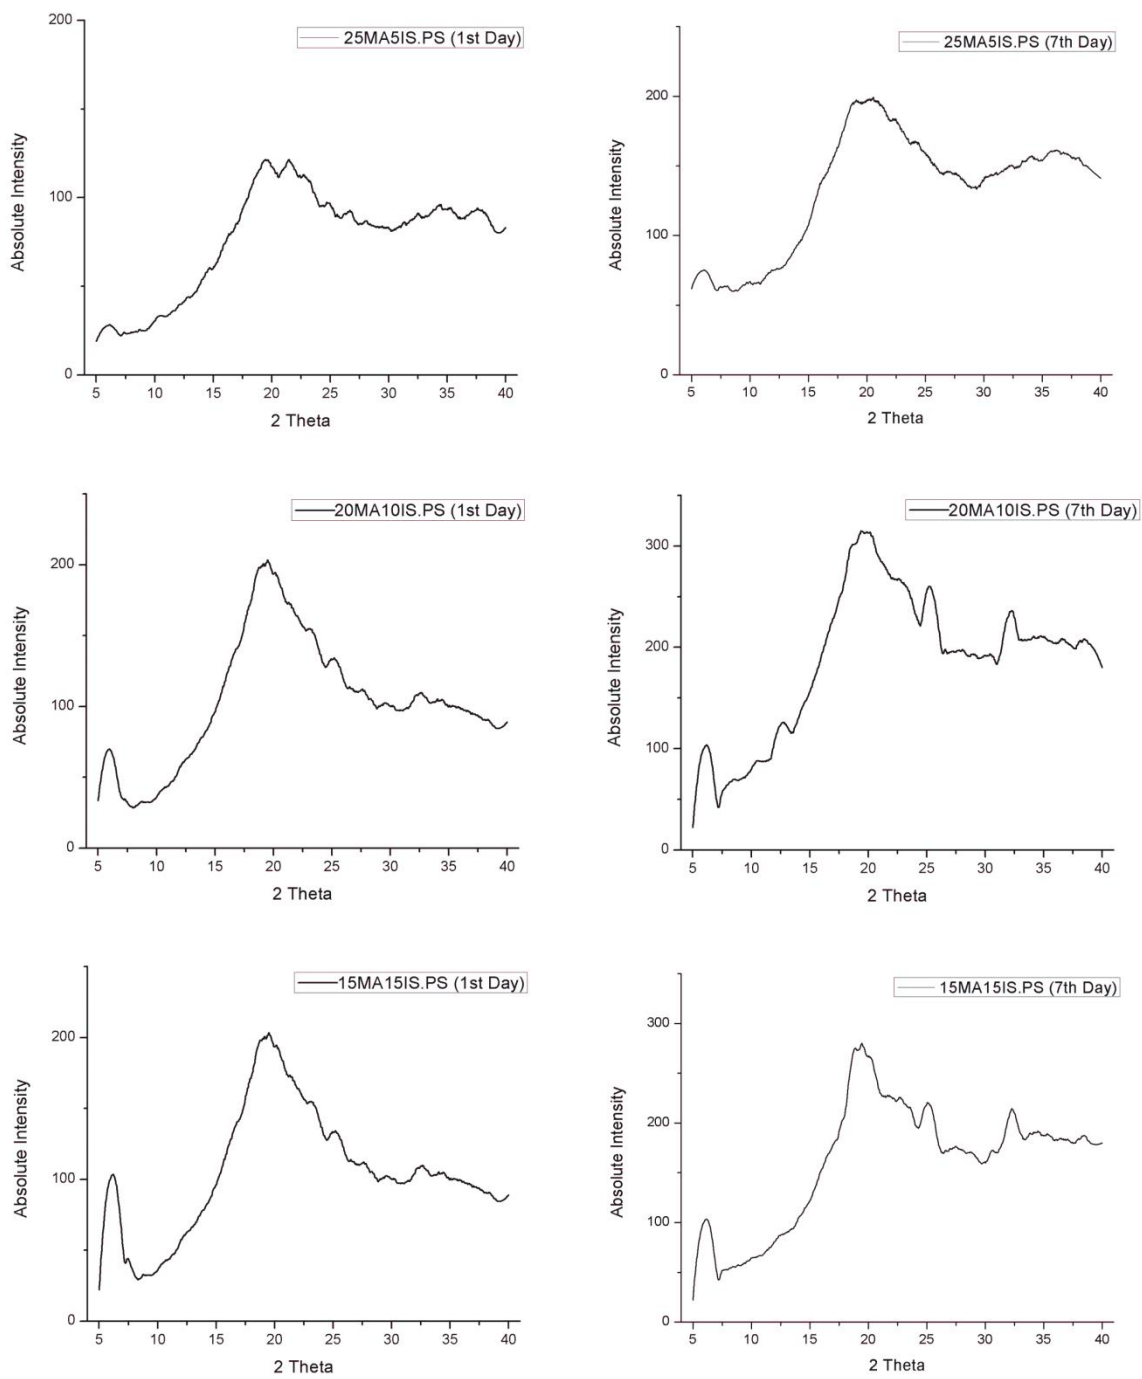 25MA5IS.PS (1st Day)
200
100
0
Absolute Intensity
5 10 15 20 25 30 35 40
2 Theta
25MA5IS.PS (7th Day)
200
100
0
Absolute Intensity
5 10 15 20 25 30 35 40
2 Theta
20MA10IS.PS (1st Day)
200
100
0
Absolute Intensity
5 10 15 20 25 30 35 40
2 Theta
20MA10IS.PS (7th Day)
300
200
100
0
Absolute Intensity
5 10 15 20 25 30 35 40
2 Theta
15MA15IS.PS (1st Day)
200
100
0
Absolute Intensity
5 10 15 20 25 30 35 40
2 Theta
15MA15IS.PS (7th Day)
300
200
100
0
Absolute Intensity
5 10 15 20 25 30 35 40
2 Theta